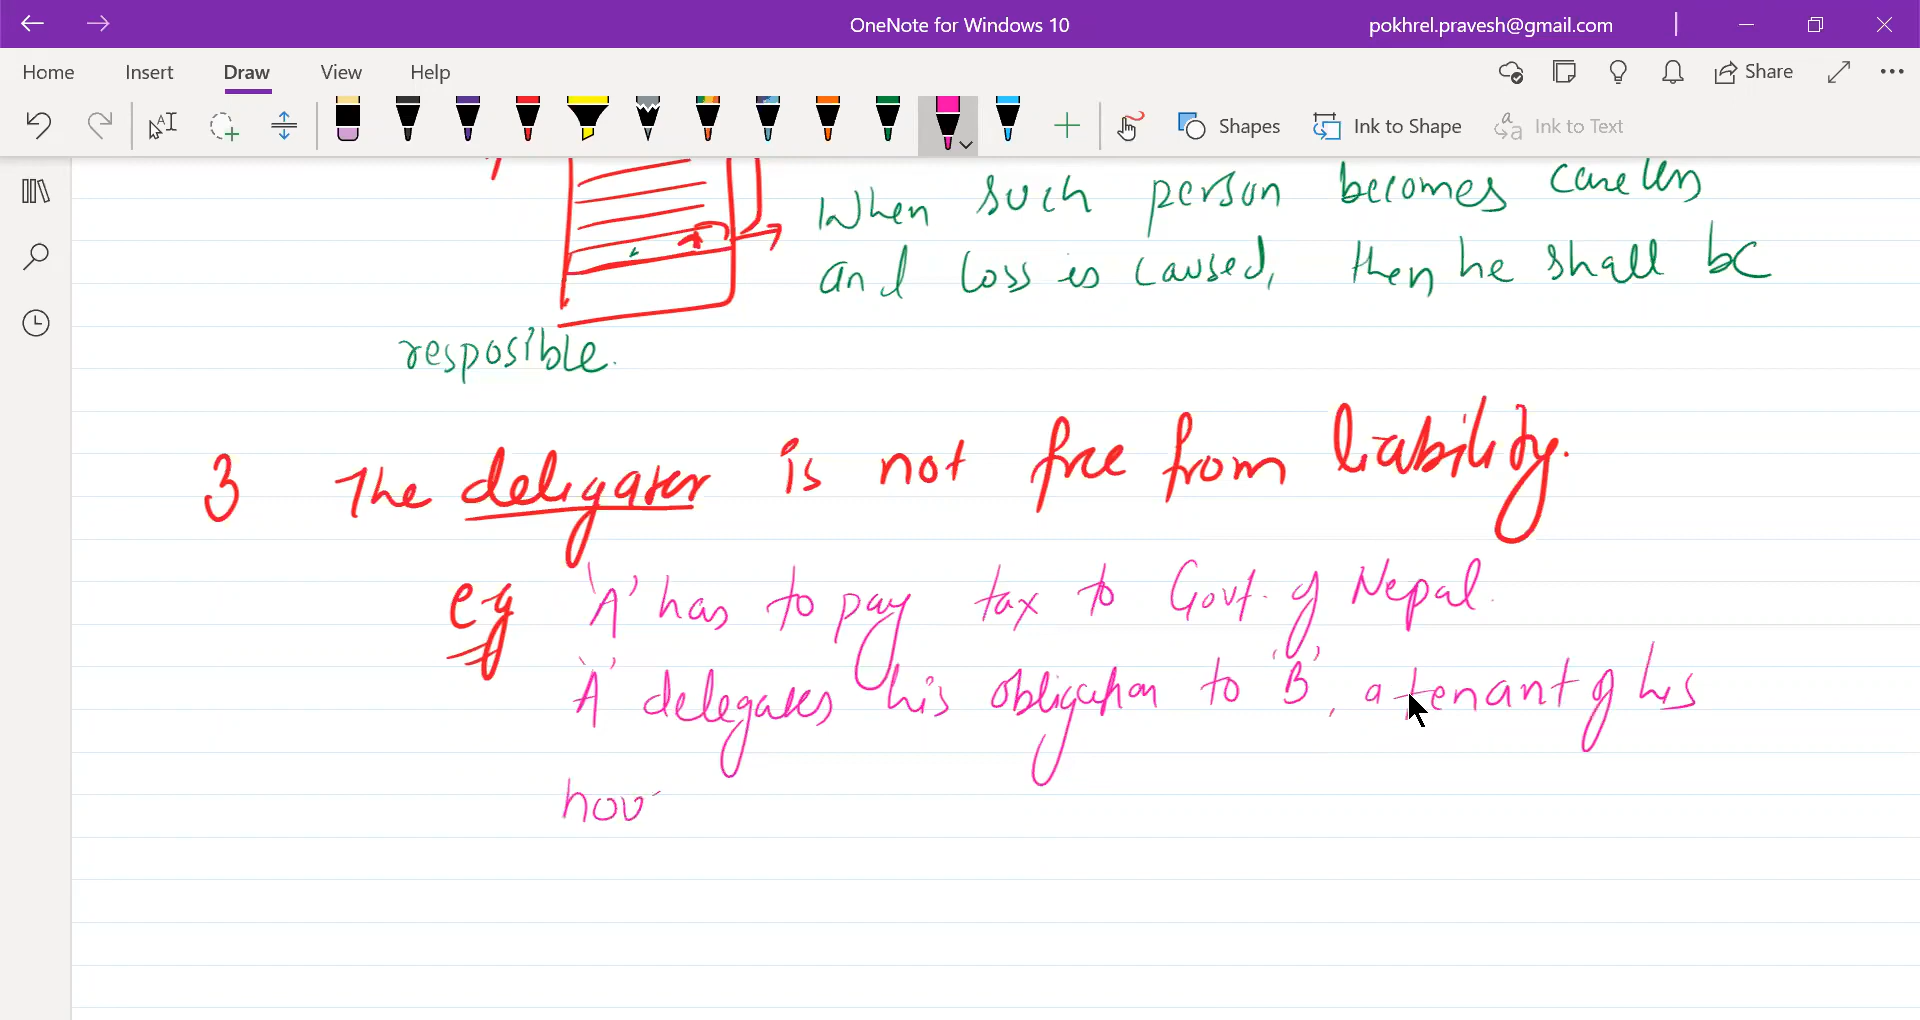 OneNote for Windows 10
pokhrel.pravesh@gmail.com
Home Insert Draw View Help
Share
Shapes Ink to Shape Ink to Text
When such person becomes careless
and loss is caused, then he shall be
resposible.
3 The deligator is not free from liability.
eg 'A' has to pay tax to Govt. of Nepal.
'A' delegates his obligation to 'B', a tenant of his
hou